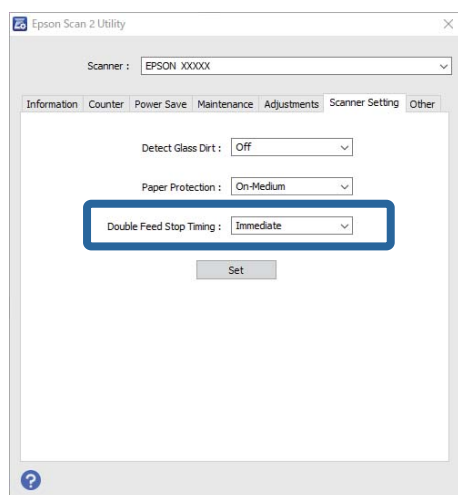 Epson Scan 2 Utility
Scanner : EPSON XXXXX
Information Counter Power Save Maintenance Adjustments Scanner Setting Other
Detect Glass Dirt : Off
Paper Protection : On-Medium
Double Feed Stop Timing : Immediate
Set
?